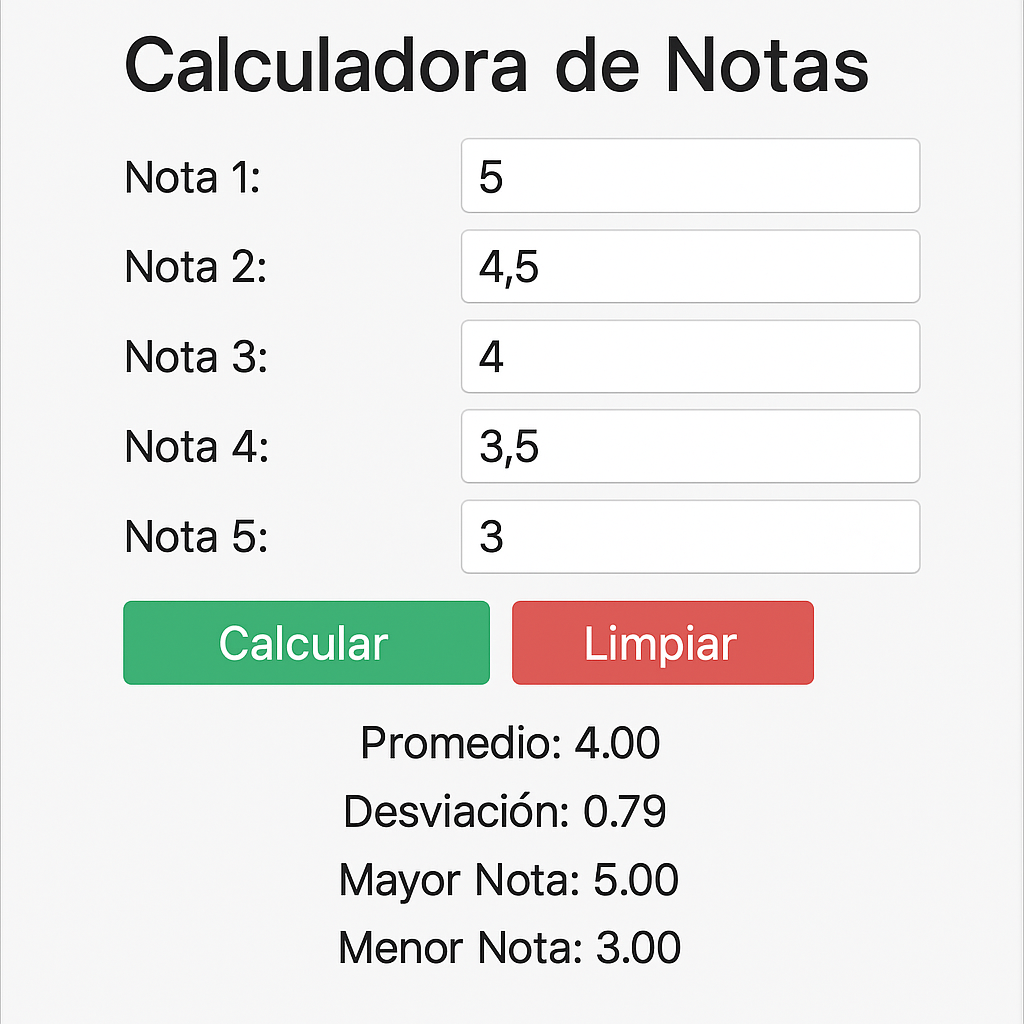 Calculadora de Notas
Nota 1: 5
Nota 2: 4,5
Nota 3: 4
Nota 4: 3,5
Nota 5: 3
Calcular Limpiar
Promedio: 4.00
Desviación: 0.79
Mayor Nota: 5.00
Menor Nota: 3.00